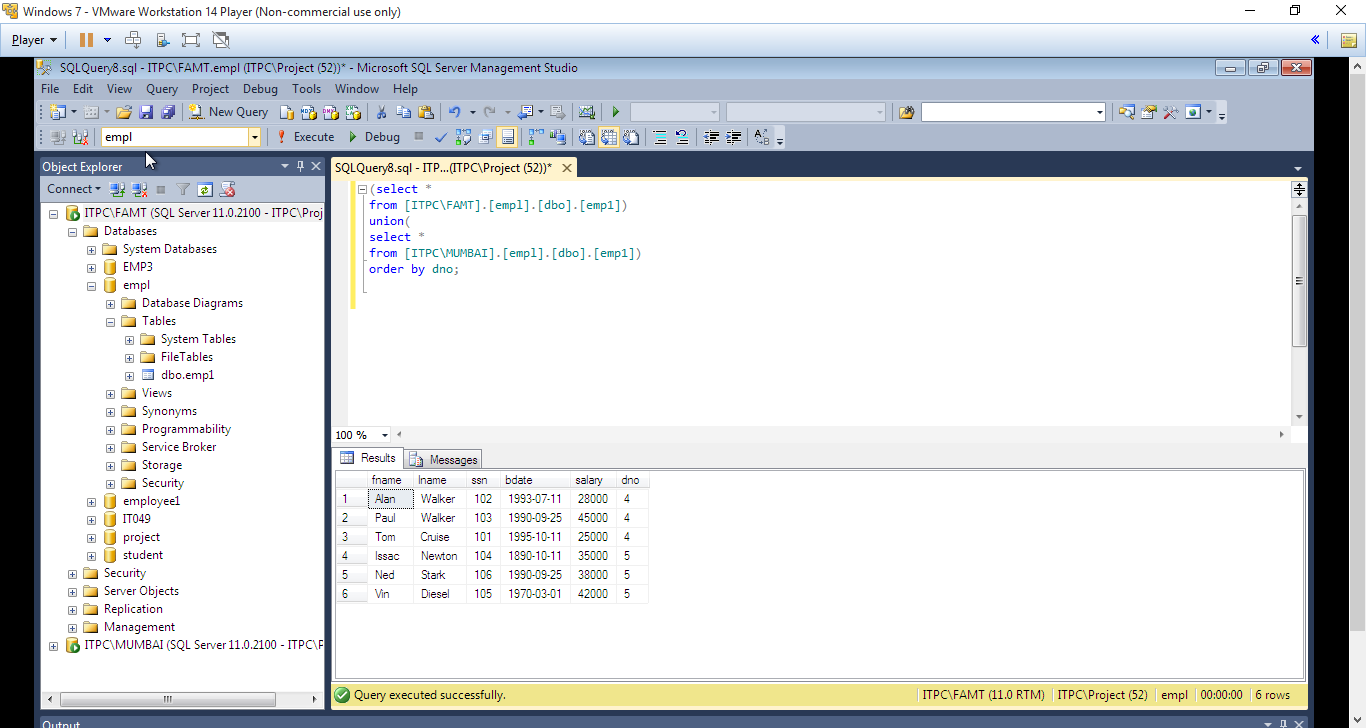 Windows 7 - VMware Workstation 14 Player (Non-commercial use only)
Player
SQLQuery8.sql - ITPC\FAMT.empl (ITPC\Project (52))* - Microsoft SQL Server Management Studio
File Edit View Query Project Debug Tools Window Help
New Query
empl Execute Debug
Object Explorer
Connect
ITPC\FAMT (SQL Server 11.0.2100 - ITPC\Proj
Databases
System Databases
EMP3
empl
Database Diagrams
Tables
System Tables
FileTables
dbo.emp1
Views
Synonyms
Programmability
Service Broker
Storage
Security
employee1
IT049
project
student
Security
Server Objects
Replication
Management
ITPC\MUMBAI (SQL Server 11.0.2100 - ITPC\F
SQLQuery8.sql - ITP...(ITPC\Project (52))*
(select *
from [ITPC\FAMT].[empl].[dbo].[emp1])
union(
select *
from [ITPC\MUMBAI].[empl].[dbo].[emp1])
order by dno;
100 %
Results Messages
fname lname ssn bdate salary dno
1 Alan Walker 102 1993-07-11 28000 4
2 Paul Walker 103 1990-09-25 45000 4
3 Tom Cruise 101 1995-10-11 25000 4
4 Issac Newton 104 1890-10-11 35000 5
5 Ned Stark 106 1990-09-25 38000 5
6 Vin Diesel 105 1970-03-01 42000 5
Query executed successfully. ITPC\FAMT (11.0 RTM) ITPC\Project (52) empl 00:00:00 6 rows
Output